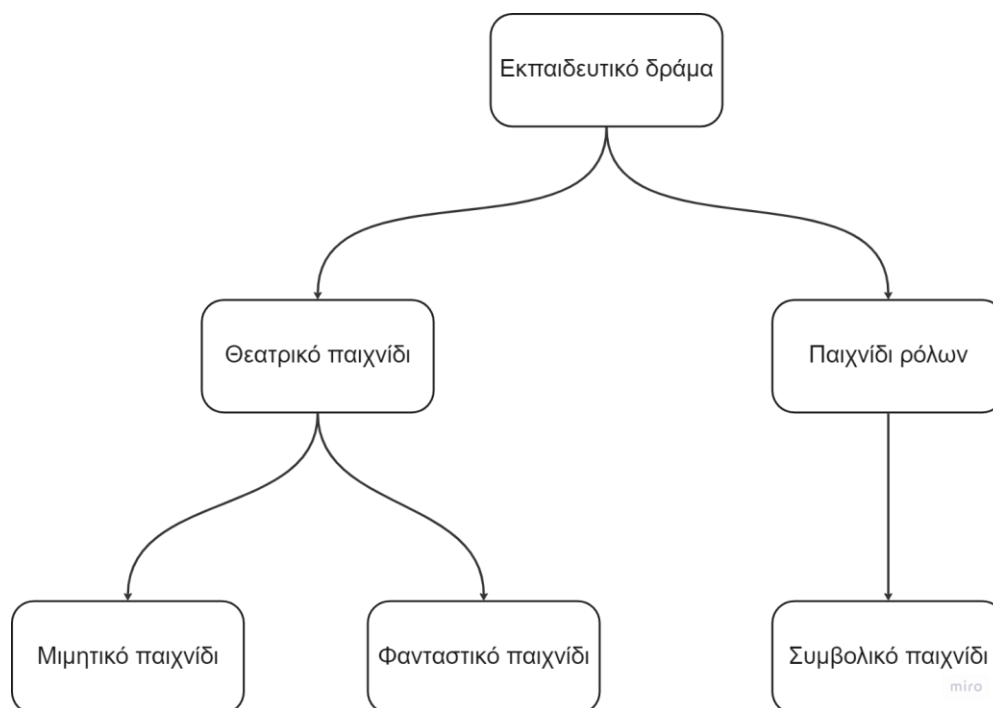 Εκπαιδευτικό δράμα
Θεατρικό παιχνίδι
Παιχνίδι ρόλων
Μιμητικό παιχνίδι
Φανταστικό παιχνίδι
Συμβολικό παιχνίδι
miro